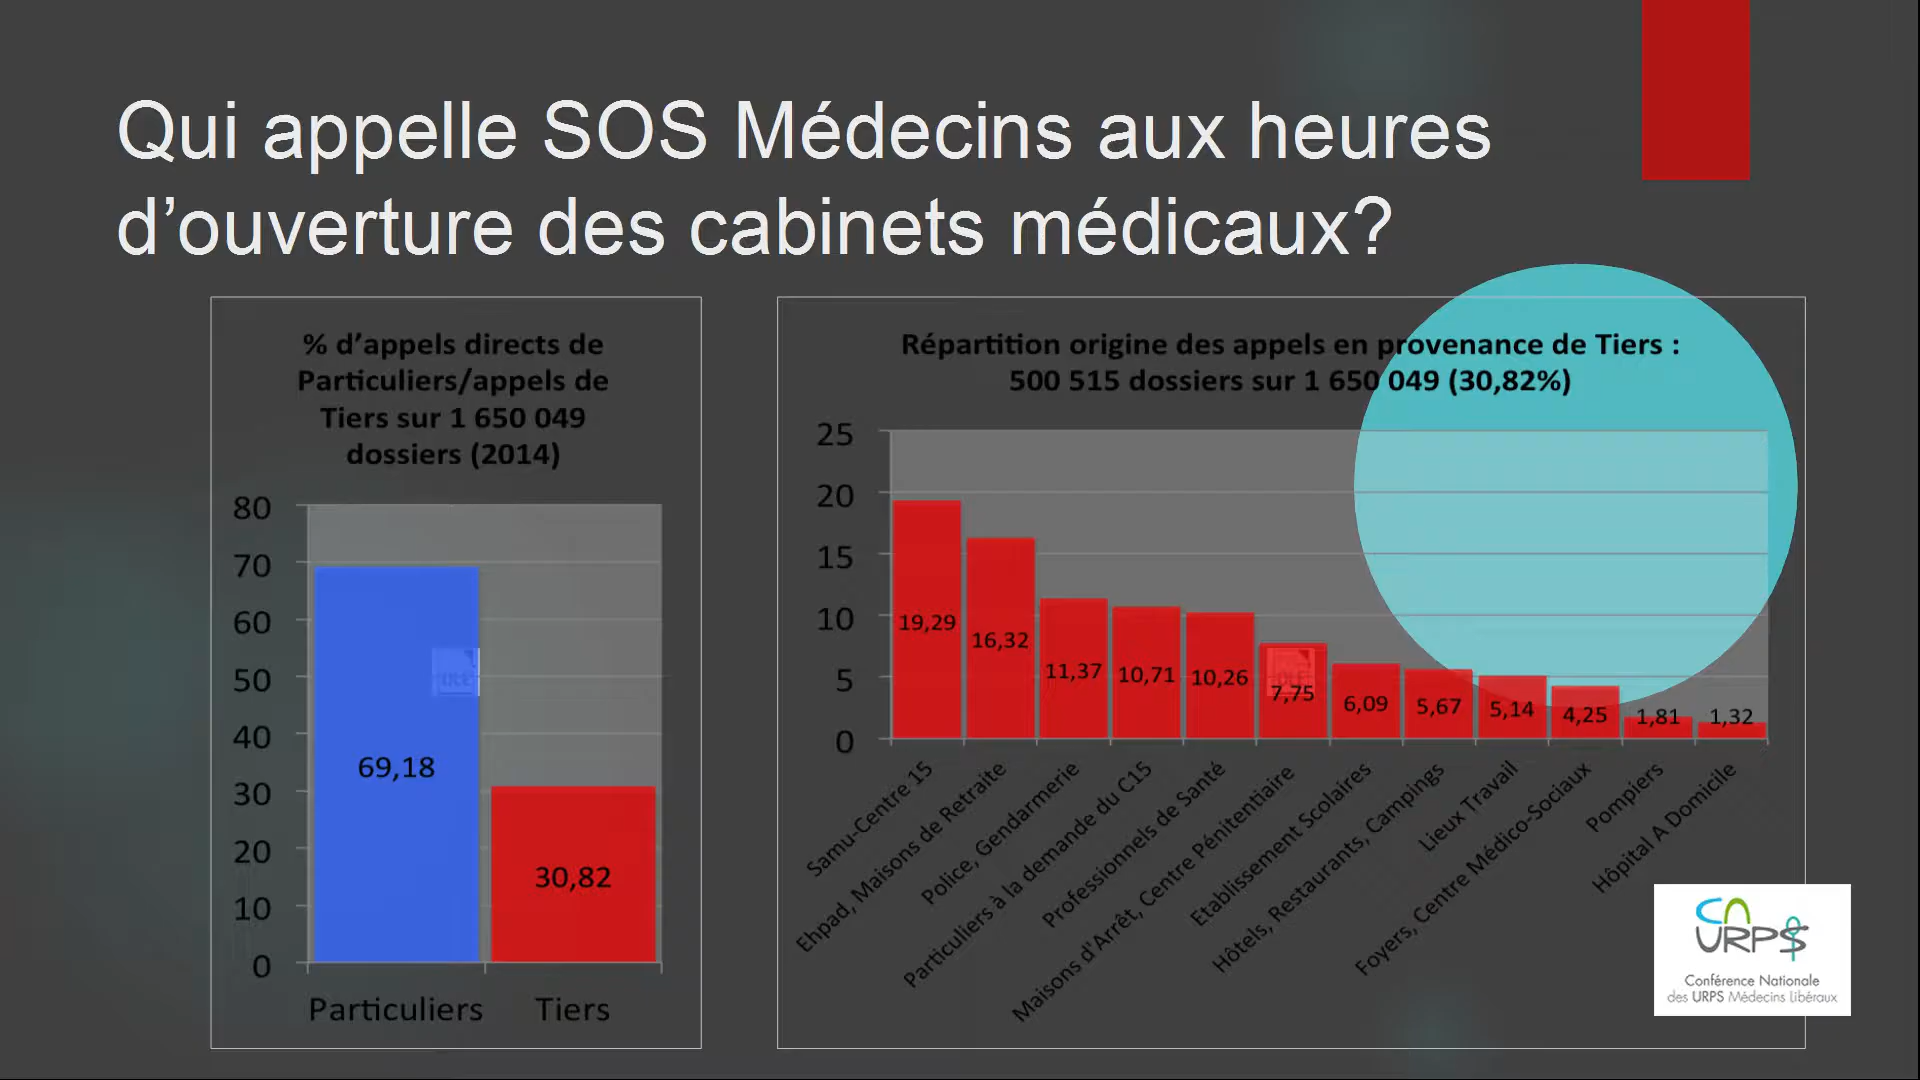 Qui appelle SOS Médecins aux heures
d’ouverture des cabinets médicaux?
% d’appels directs de
Particuliers/appels de
Tiers sur 1 650 049
dossiers (2014)
80
70
60
50
40
30
20
10
0
69,18
30,82
Particuliers
Tiers
Répartition origine des appels en provenance de Tiers :
500 515 dossiers sur 1 650 049 (30,82%)
25
20
15
10
5
0
19,29
16,32
11,37
10,71
10,26
7,75
6,09
5,67
5,14
4,25
1,81
1,32
Samu-Centre 15
Ehpad, Maisons de Retraite
Police, Gendarmerie
Particuliers à la demande du C15
Professionnels de Santé
Maisons d'Arrêt, Centre Pénitentiaire
Etablissement Scolaires
Hôtels, Restaurants, Campings
Lieux Travail
Foyers, Centre Médico-Sociaux
Pompiers
Hôpital A Domicile
CN
URPS
Conférence Nationale
des URPS Médecins Libéraux